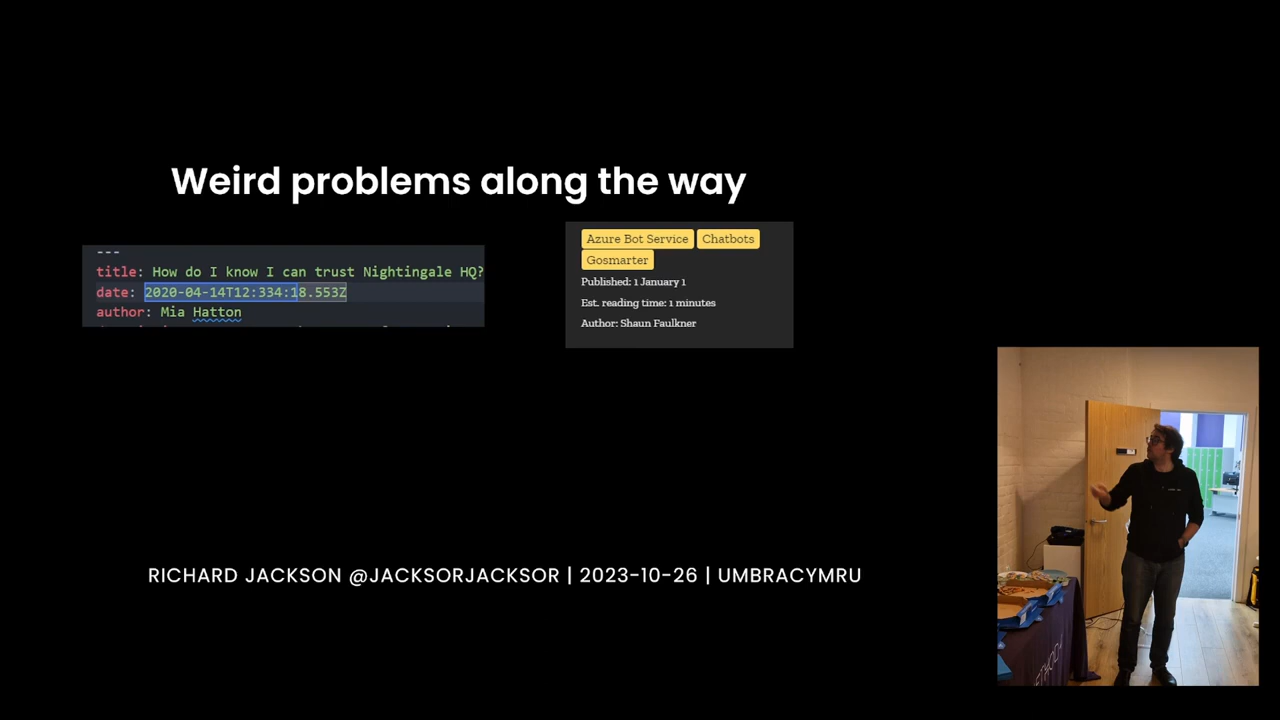 Weird problems along the way
---
title: How do I know I can trust Nightingale HQ?
date: 2020-04-14T12:334:18.553Z
author: Mia Hatton
Azure Bot Service Chatbots
Gosmarter
Published: 1 January 1
Est. reading time: 1 minutes
Author: Shaun Faulkner
RICHARD JACKSON @JACKSORJACKSOR | 2023-10-26 | UMBRACYMRU